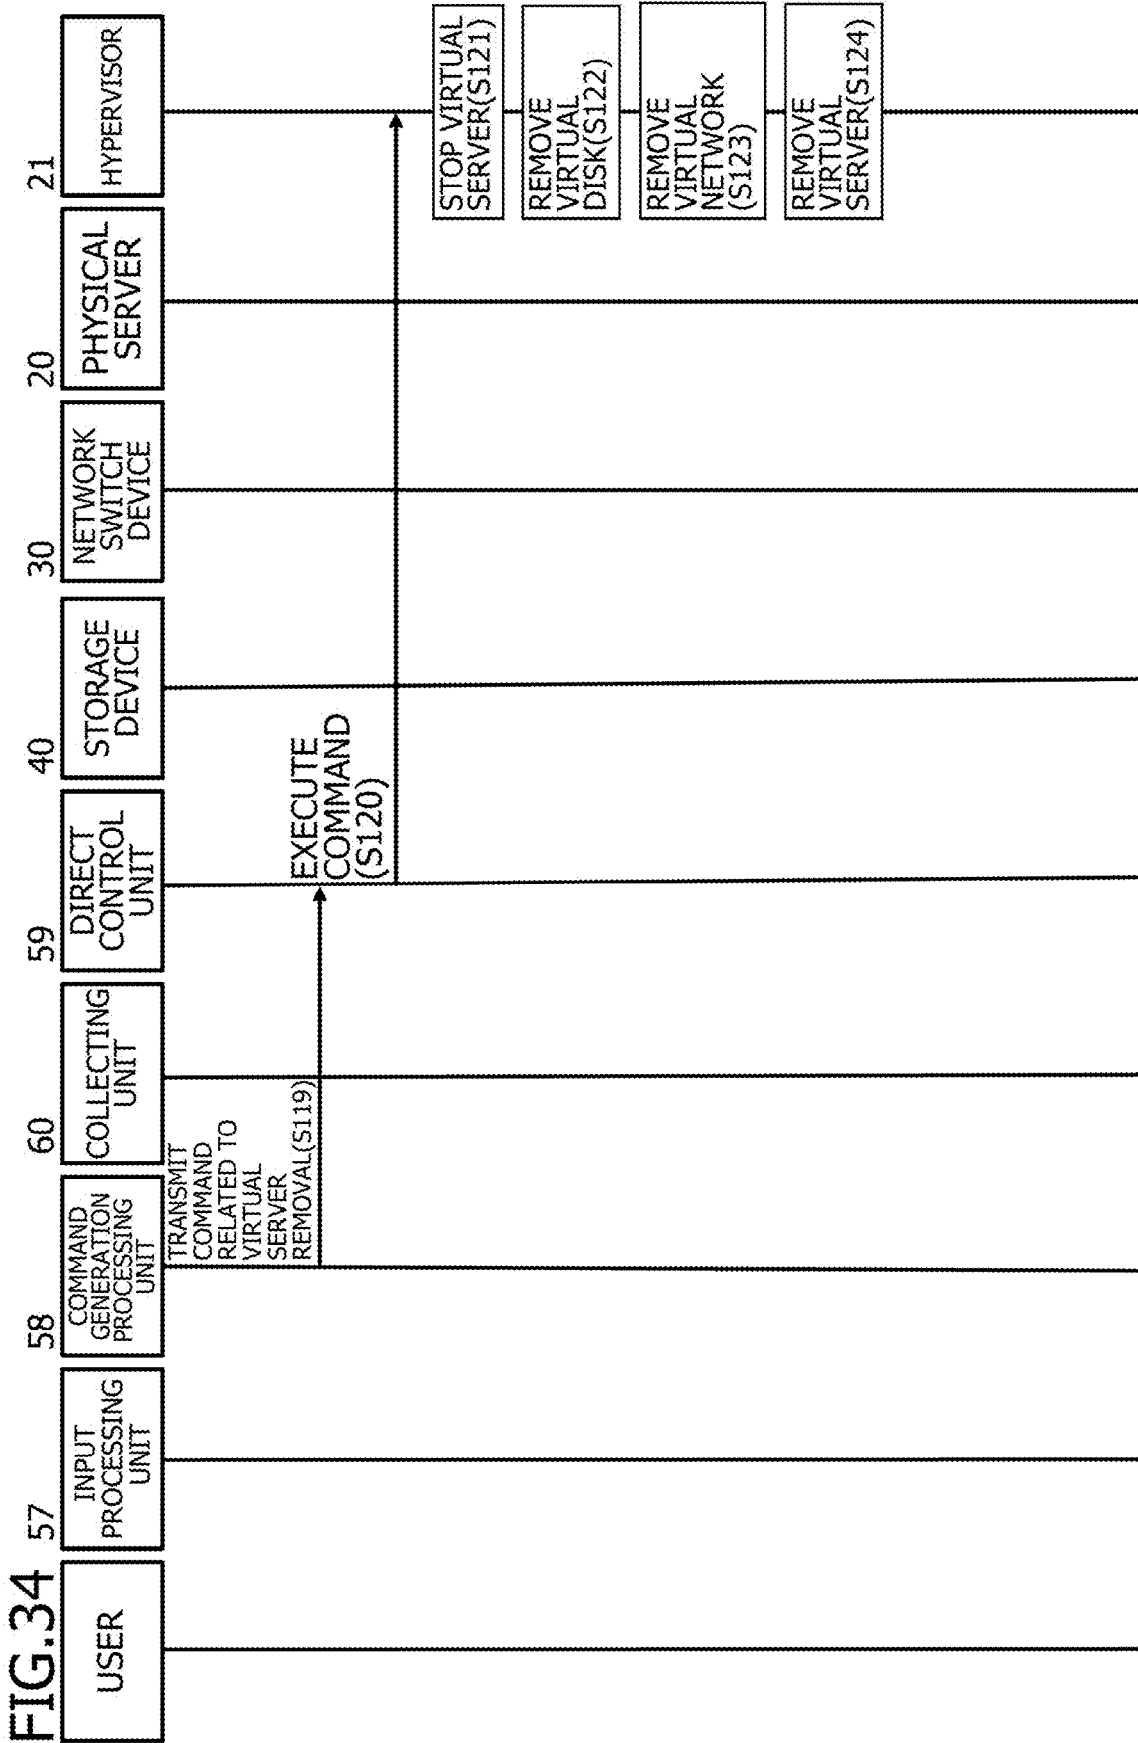 FIG.34
USER
57
INPUT
PROCESSING
UNIT
58
COMMAND
GENERATION
PROCESSING
UNIT
60
COLLECTING
UNIT
59
DIRECT
CONTROL
UNIT
40
STORAGE
DEVICE
30
NETWORK
SWITCH
DEVICE
20
PHYSICAL
SERVER
21
HYPERVISOR
TRANSMIT
COMMAND
RELATED TO
VIRTUAL
SERVER
REMOVAL(S119)
EXECUTE
COMMAND
(S120)
STOP VIRTUAL
SERVER(S121)
REMOVE
VIRTUAL
DISK(S122)
REMOVE
VIRTUAL
NETWORK
(S123)
REMOVE
VIRTUAL
SERVER(S124)